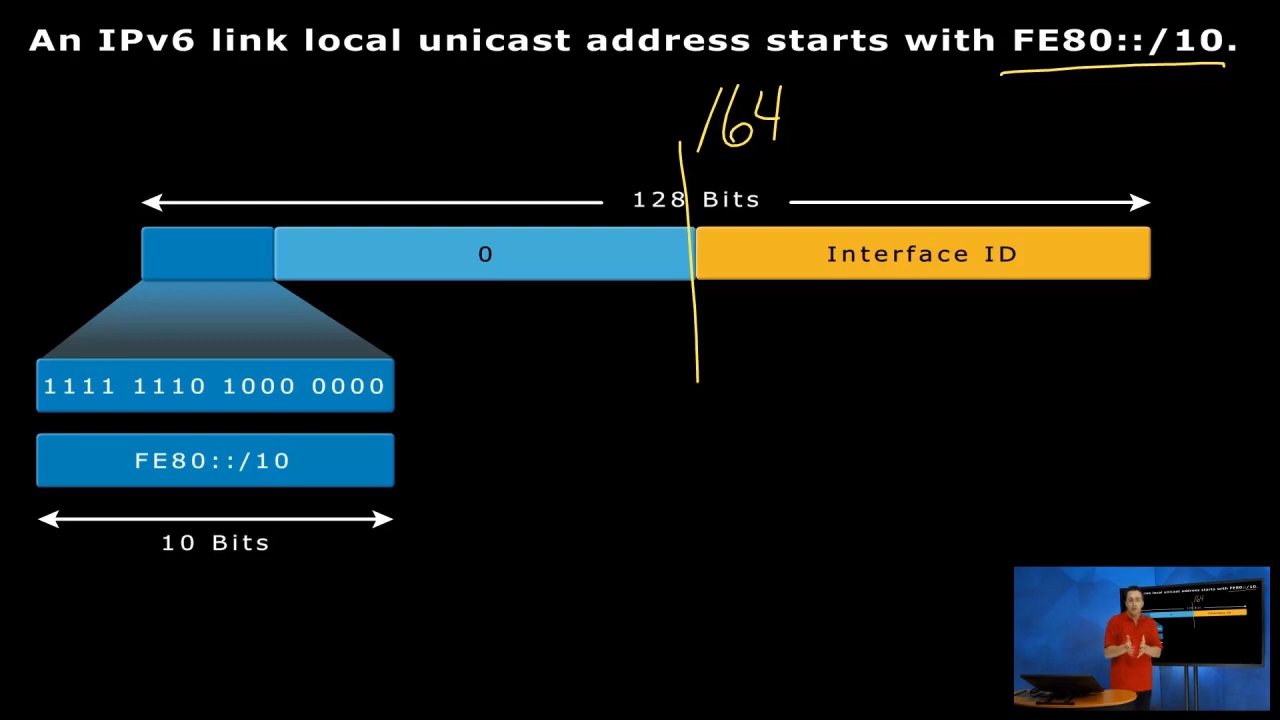 An IPv6 link local unicast address starts with FE80::/10.
/64
128 Bits
0
Interface ID
1111 1110 1000 0000
FE80::/10
10 Bits